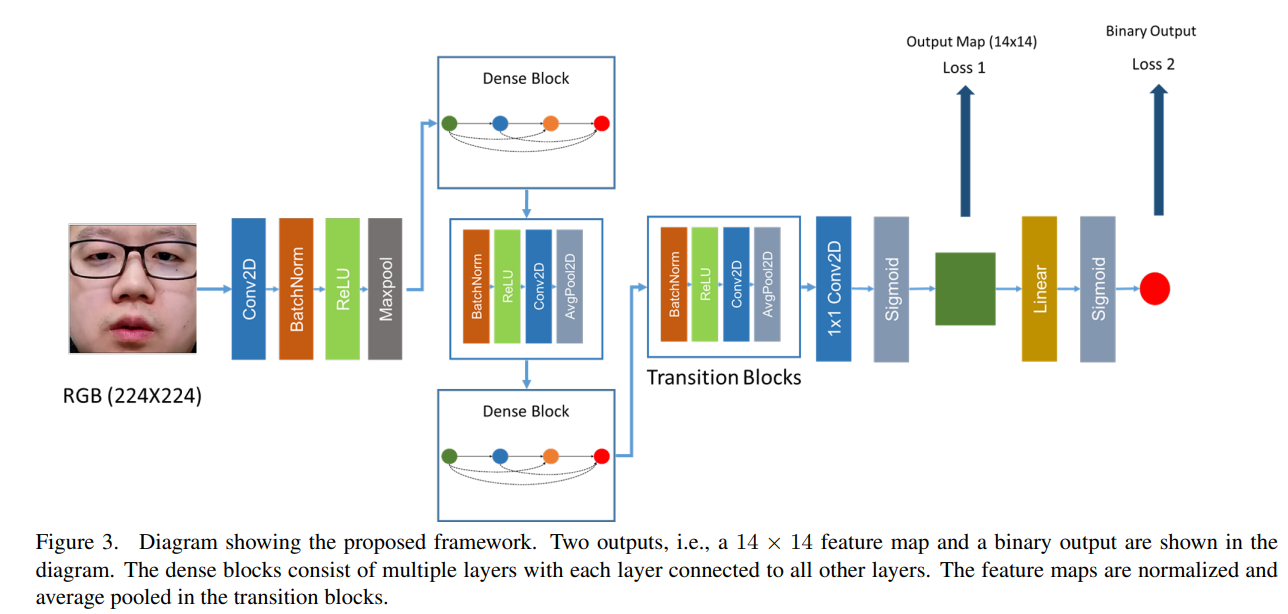 Output Map (14x14)
Loss 1
Binary Output
Loss 2
Dense Block
Conv2D
BatchNorm
ReLU
Maxpool
RGB (224X224)
BatchNorm
ReLU
Conv2D
AvgPool2D
Dense Block
BatchNorm
ReLU
Conv2D
AvgPool2D
Transition Blocks
1x1 Conv2D
Sigmoid
Linear
Sigmoid
Figure 3. Diagram showing the proposed framework. Two outputs, i.e., a 14 × 14 feature map and a binary output are shown in the
diagram. The dense blocks consist of multiple layers with each layer connected to all other layers. The feature maps are normalized and
average pooled in the transition blocks.